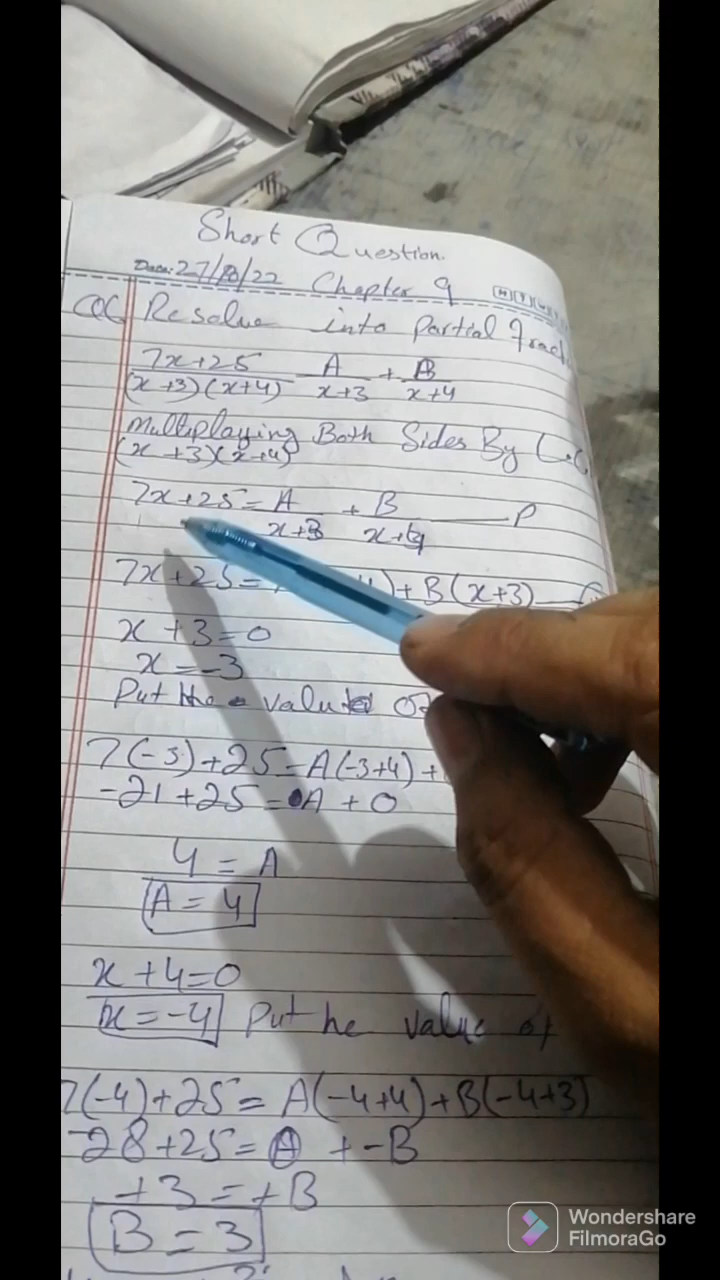 Short Question.
Date: 27/10/22 Chapter 9
Resolve into Partial Fract
7x+25 / (x+3)(x+4) = A / x+3 + B / x+4
Multiplaying Both Sides By L.C
(x+3)(x+4)
7x+25 = A / x+3 + B / x+4
7x+25 = 4) + B(x+3)
x+3=0
x=-3
Put the value of
7(-3)+25=A(-3+4)+
-21+25=A+0
4=A
A=4
x+4=0
x=-4 Put he value of
7(-4)+25=A(-4+4)+B(-4+3)
-28+25= +-B
+3=+B
B=3
Wondershare
FilmoraGo